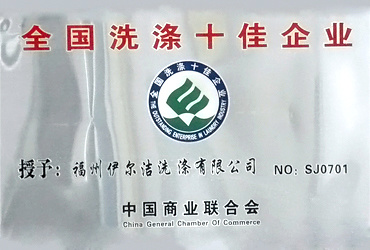 全国洗涤十佳企业
全国洗涤十佳企业
THE OUTSTANDING ENTERPRISE IN LAUNDRY INDUSTRY
授予：福州伊尔洁洗涤有限公司 NO: SJ0701
中国商业联合会
China General Chamber Of Commerce